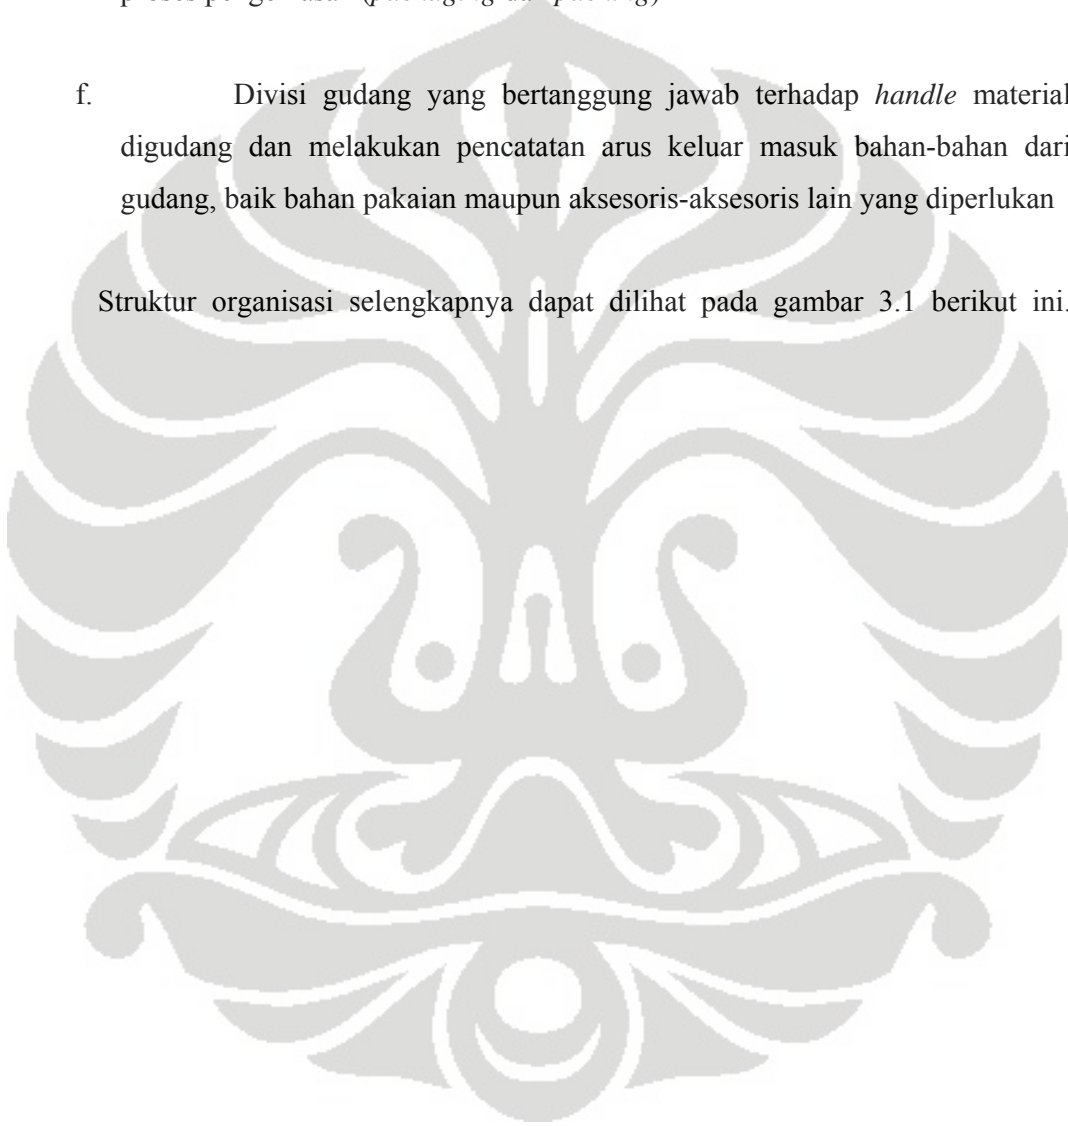 f. Divisi gudang yang bertanggung jawab terhadap handle material
digudang dan melakukan pencatatan arus keluar masuk bahan-bahan dari
gudang, baik bahan pakaian maupun aksesoris-aksesoris lain yang diperlukan
Struktur organisasi selengkapnya dapat dilihat pada gambar 3.1 berikut ini.